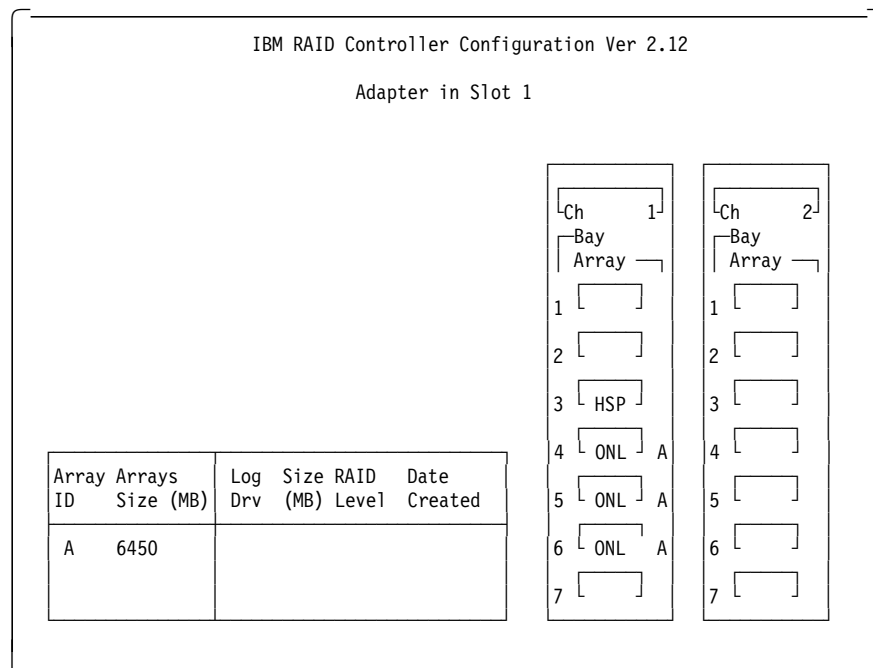 IBM RAID Controller Configuration Ver 2.12
Adapter in Slot 1
Ch 1
Bay
Array
1
2
3 HSP
4 ONL A
5 ONL A
6 ONL A
7
Ch 2
Bay
Array
1
2
3
4
5
6
7
Array Arrays Log Size RAID Date
ID Size (MB) Drv (MB) Level Created
A 6450